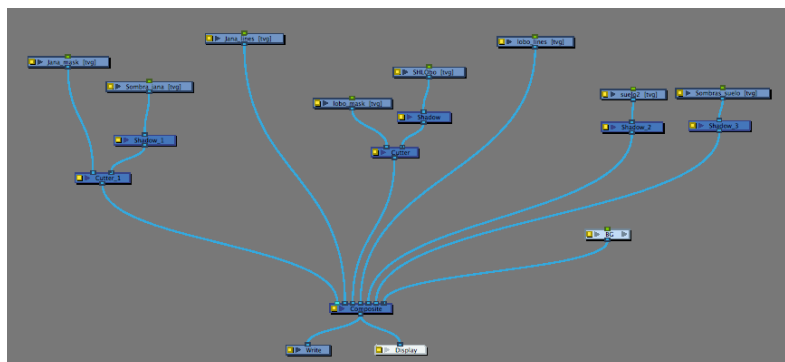 Jana_lines [tvg]
lobo_lines [tvg]
Jana_mask [tvg]
SHLObo [tvg]
Sombra_Jana [tvg]
suelo2 [tvg]
Sombras_suelo [tvg]
lobo_mask [tvg]
Shadow
Shadow_2
Shadow_3
Shadow_1
Cutter
Cutter_1
BG
Composite
Write
Display